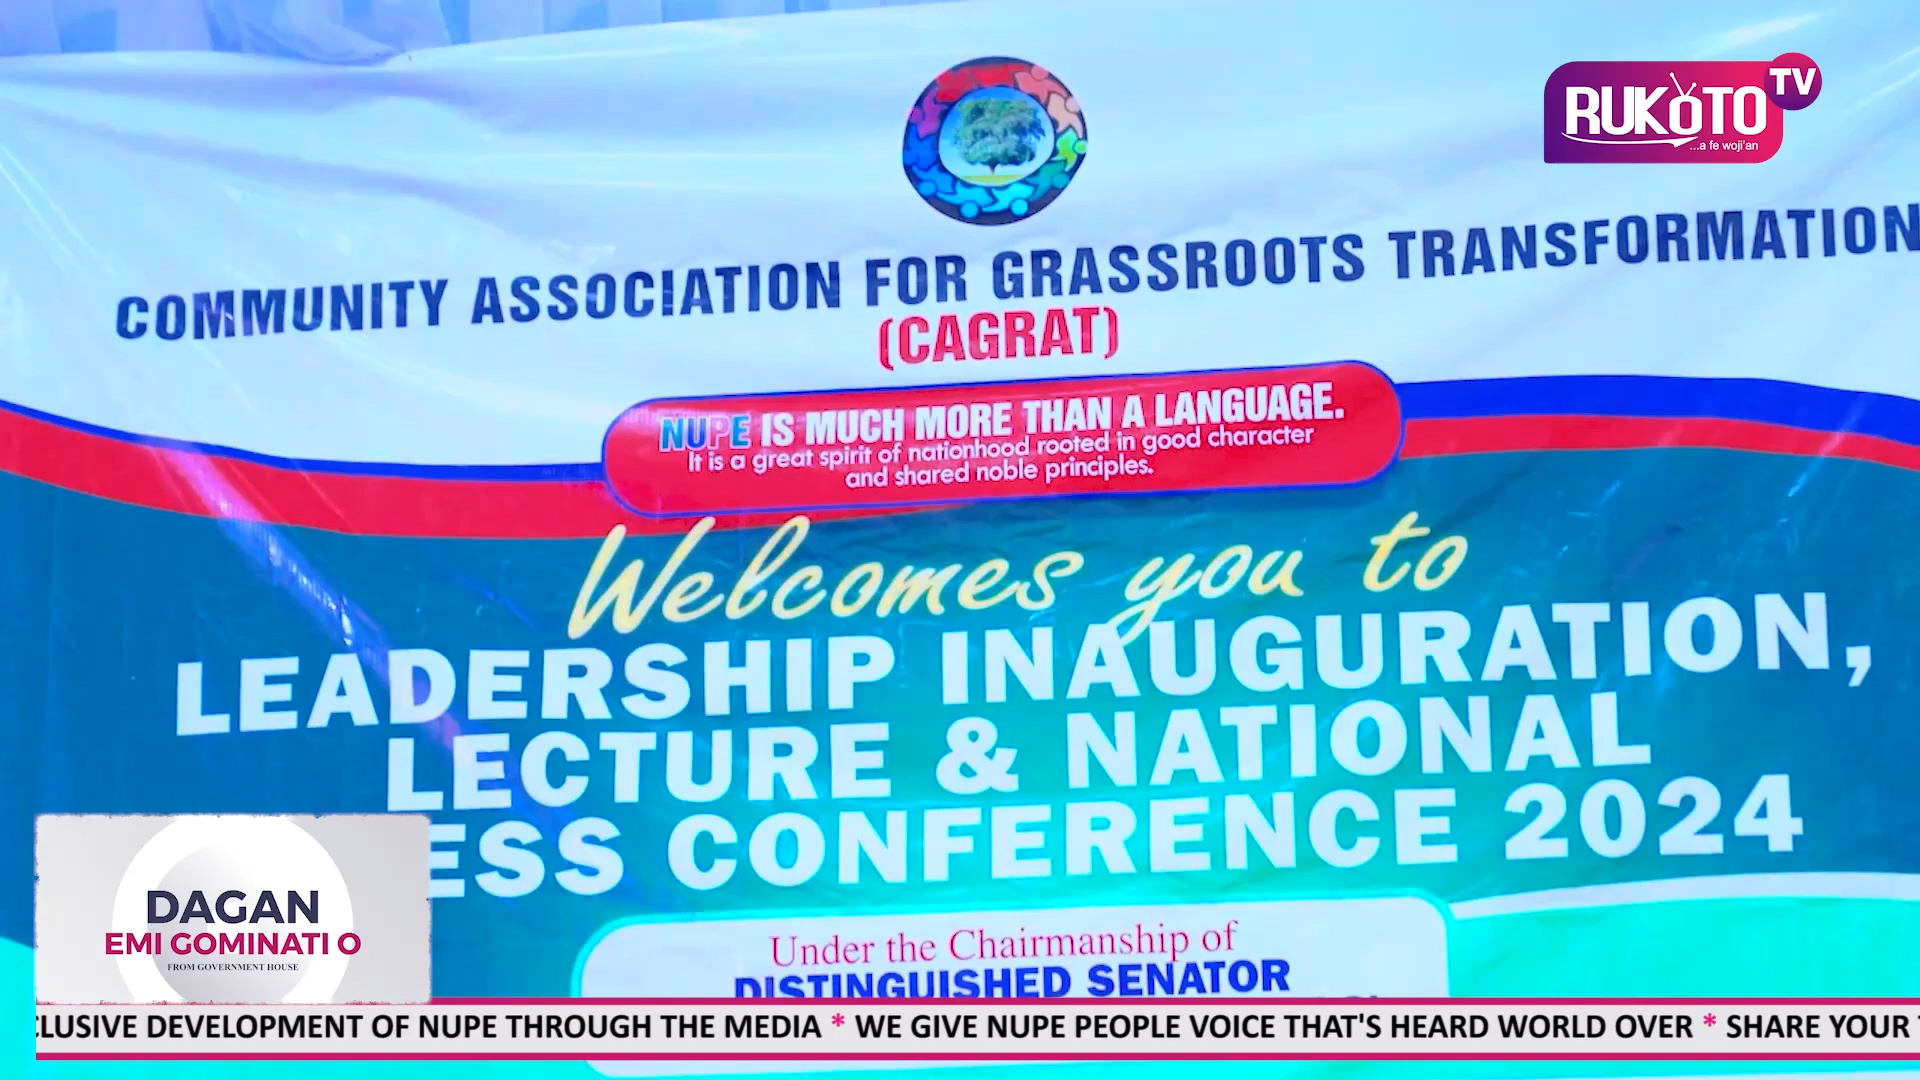 RUKOTO TV
...a fe woji'an
COMMUNITY ASSOCIATION FOR GRASSROOTS TRANSFORMATION
(CAGRAT)
NUPE IS MUCH MORE THAN A LANGUAGE.
It is a great spirit of nationhood rooted in good character
and shared noble principles.
Welcomes you to
LEADERSHIP INAUGURATION,
LECTURE & NATIONAL
ESS CONFERENCE 2024
Under the Chairmanship of
DISTINGUISHED SENATOR
DAGAN
EMI GOMINATI O
FROM GOVERNMENT HOUSE
CLUSIVE DEVELOPMENT OF NUPE THROUGH THE MEDIA * WE GIVE NUPE PEOPLE VOICE THAT'S HEARD WORLD OVER * SHARE YOUR